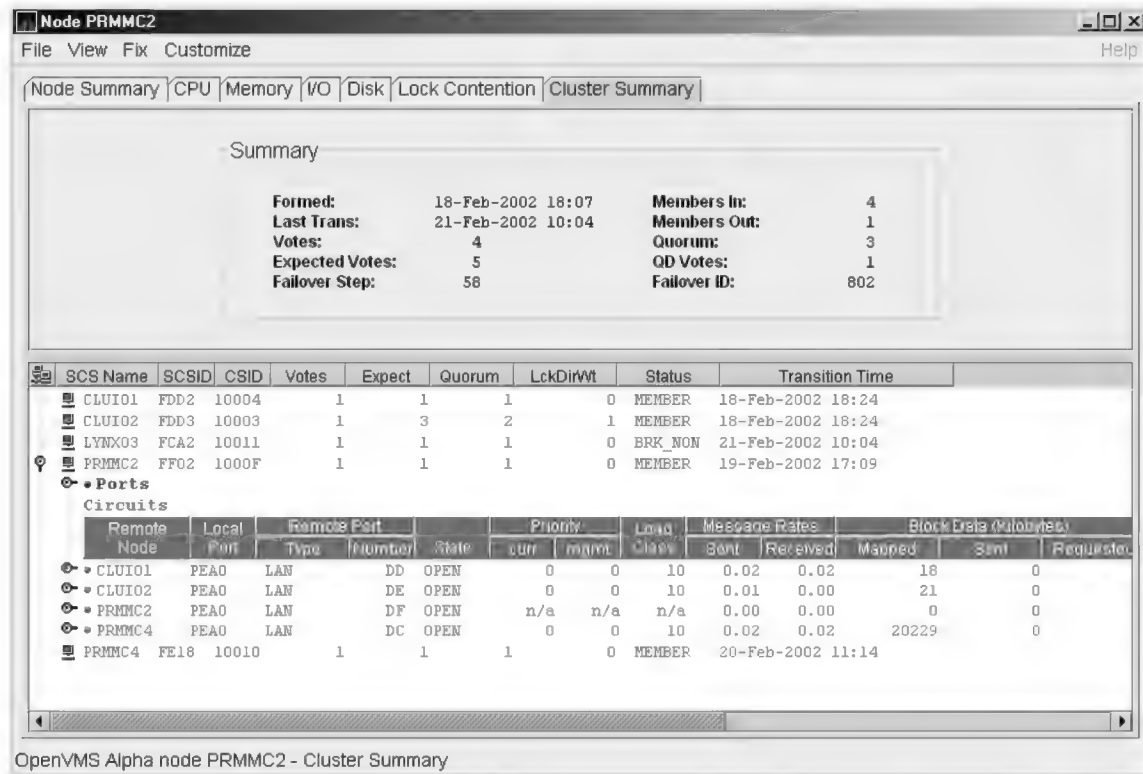 Node PRMMC2
File View Fix Customize Help
Node Summary CPU Memory I/O Disk Lock Contention Cluster Summary
Summary
Formed: 18-Feb-2002 18:07 Members In: 4
Last Trans: 21-Feb-2002 10:04 Members Out: 1
Votes: 4 Quorum: 3
Expected Votes: 5 QD Votes: 1
Failover Step: 58 Failover ID: 802
SCS Name SCSID CSID Votes Expect Quorum LckDirWt Status Transition Time
CLUI01 FDD2 10004 1 1 1 0 MEMBER 18-Feb-2002 18:24
CLUI02 FDD3 10003 1 3 2 1 MEMBER 18-Feb-2002 18:24
LYNX03 FCA2 10011 1 1 1 0 BRK_NON 21-Feb-2002 10:04
PRMMC2 FF02 1000F 1 1 1 0 MEMBER 19-Feb-2002 17:09
Ports
Circuits
Remote Local Remote Port Priority Load Message Rates Block Data (Kilobytes)
Node Port Type Number State curr mgmt Class Sent Received Mapped Sent
CLUI01 PEA0 LAN DD OPEN 0 0 10 0.02 0.02 18 0
CLUI02 PEA0 LAN DE OPEN 0 0 10 0.01 0.00 21 0
PRMMC2 PEA0 LAN DF OPEN n/a n/a n/a 0.00 0.00 0 0
PRMMC4 PEA0 LAN DC OPEN 0 0 10 0.02 0.02 20229 0
PRMMC4 FE18 10010 1 1 1 0 MEMBER 20-Feb-2002 11:14
OpenVMS Alpha node PRMMC2 - Cluster Summary